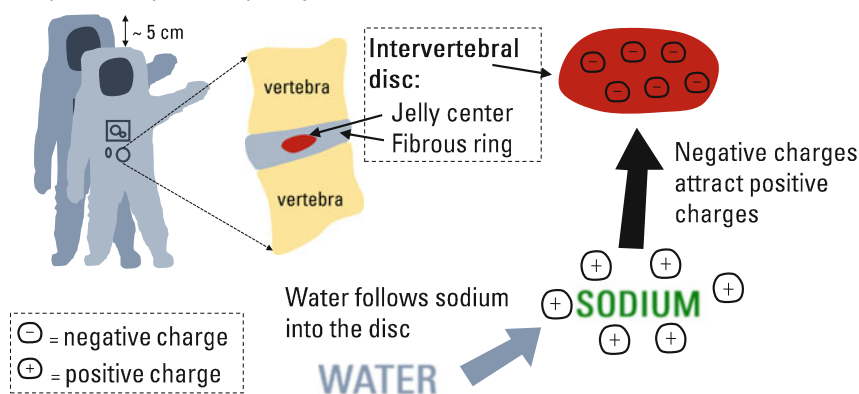 ~ 5 cm
vertebra
vertebra
Intervertebral
disc:
Jelly center
Fibrous ring
Negative charges
attract positive
charges
SODIUM
Water follows sodium
into the disc
WATER
− = negative charge
+ = positive charge